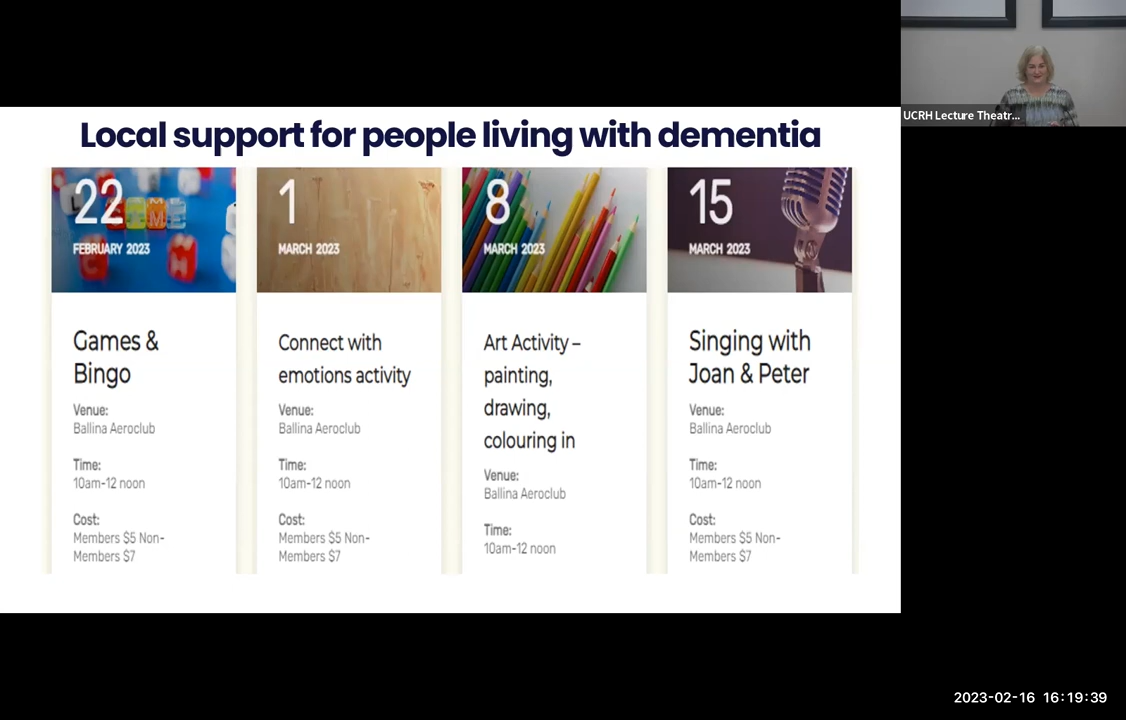 UCRH Lecture Theatr...
Local support for people living with dementia
22
FEBRUARY 2023
Games &
Bingo
Venue:
Ballina Aeroclub
Time:
10am-12 noon
Cost:
Members $5 Non-
Members $7
1
MARCH 2023
Connect with
emotions activity
Venue:
Ballina Aeroclub
Time:
10am-12 noon
Cost:
Members $5 Non-
Members $7
8
MARCH 2023
Art Activity –
painting,
drawing,
colouring in
Venue:
Ballina Aeroclub
Time:
10am-12 noon
15
MARCH 2023
Singing with
Joan & Peter
Venue:
Ballina Aeroclub
Time:
10am-12 noon
Cost:
Members $5 Non-
Members $7
2023-02-16 16:19:39